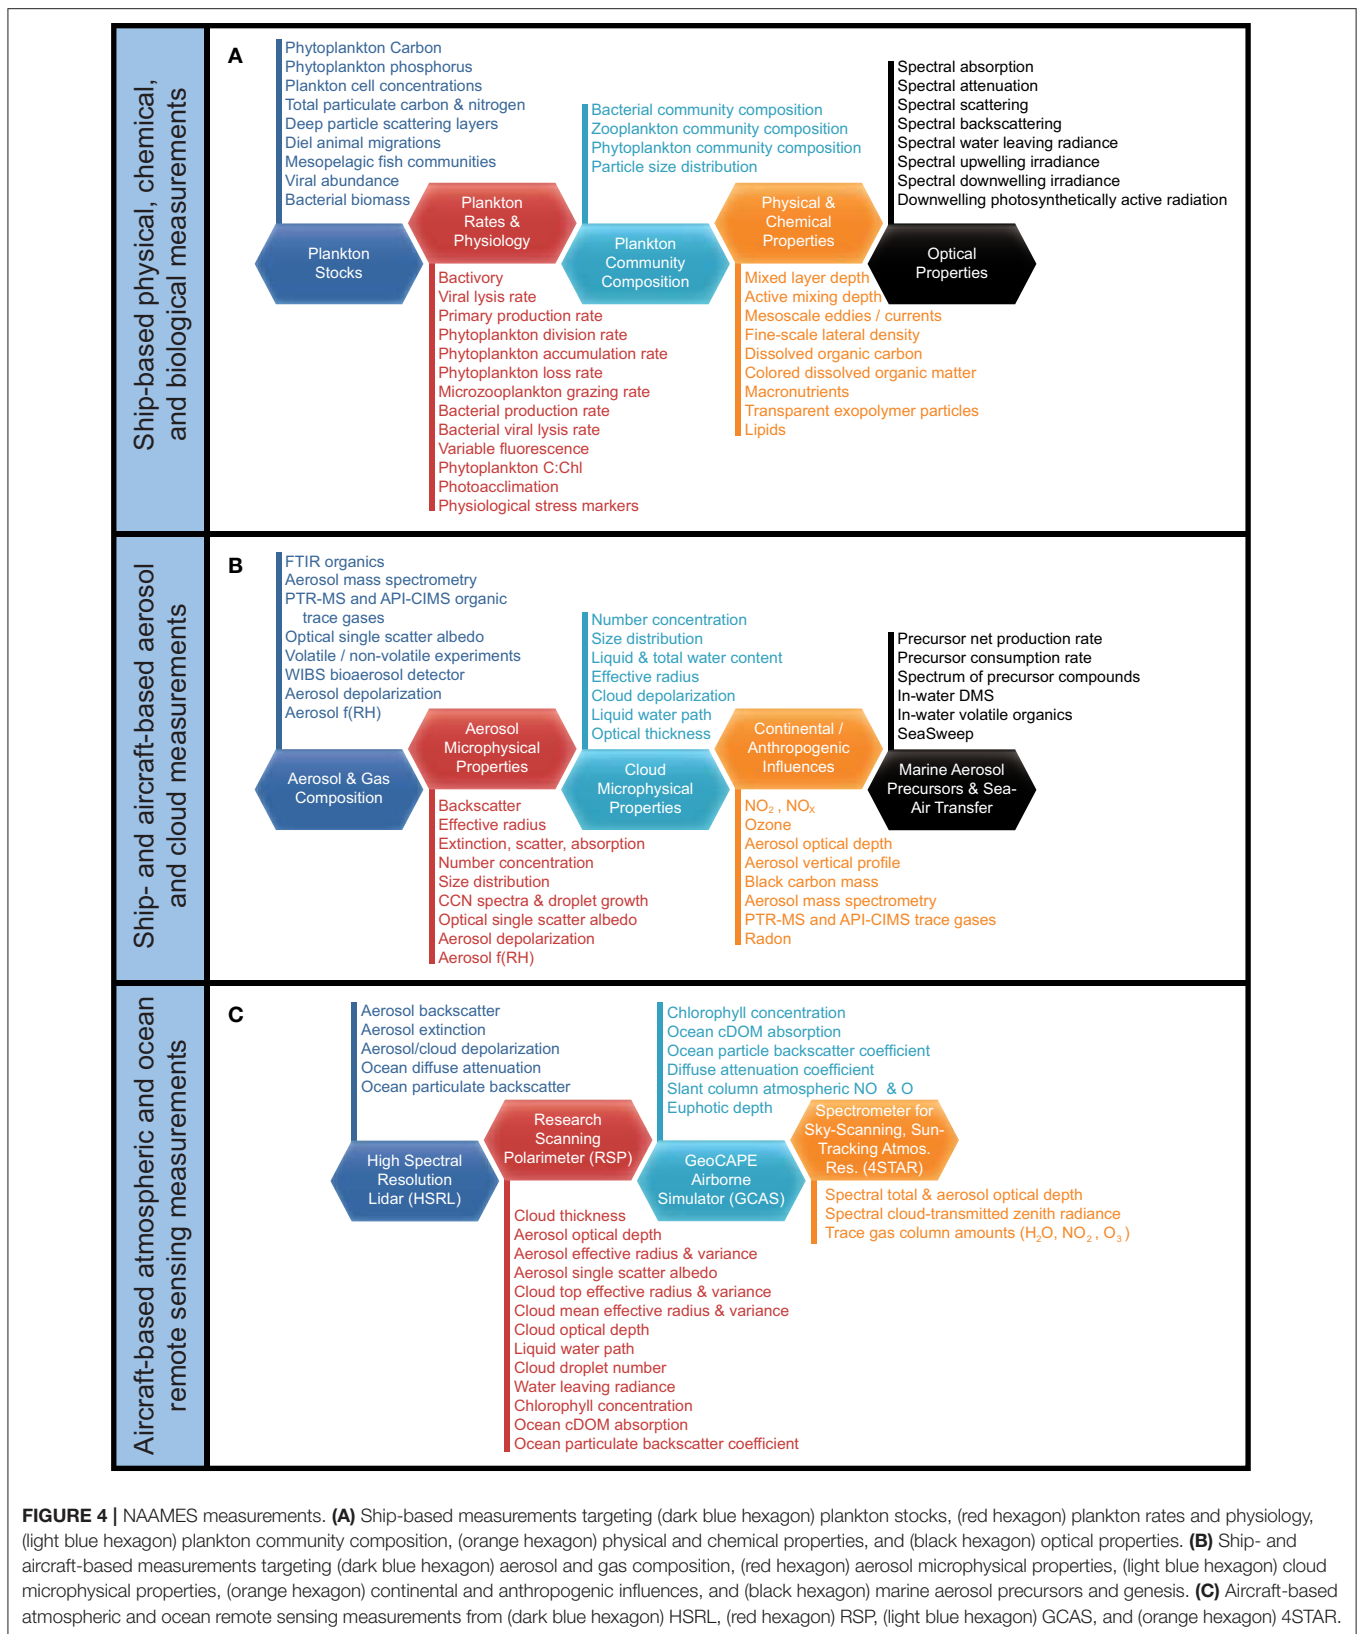 Ship-based physical, chemical,
and biological measurements
A
Phytoplankton Carbon
Phytoplankton phosphorus
Plankton cell concentrations
Total particulate carbon & nitrogen
Deep particle scattering layers
Diel animal migrations
Mesopelagic fish communities
Viral abundance
Bacterial biomass
Plankton
Stocks
Plankton
Rates &
Physiology
Bactivory
Viral lysis rate
Primary production rate
Phytoplankton division rate
Phytoplankton accumulation rate
Phytoplankton loss rate
Microzooplankton grazing rate
Bacterial production rate
Bacterial viral lysis rate
Variable fluorescence
Phytoplankton C:Chl
Photoacclimation
Physiological stress markers
Bacterial community composition
Zooplankton community composition
Phytoplankton community composition
Particle size distribution
Plankton
Community
Composition
Physical &
Chemical
Properties
Mixed layer depth
Active mixing depth
Mesoscale eddies / currents
Fine-scale lateral density
Dissolved organic carbon
Colored dissolved organic matter
Macronutrients
Transparent exopolymer particles
Lipids
Spectral absorption
Spectral attenuation
Spectral scattering
Spectral backscattering
Spectral water leaving radiance
Spectral upwelling irradiance
Spectral downwelling irradiance
Downwelling photosynthetically active radiation
Optical
Properties
Ship- and aircraft-based aerosol
and cloud measurements
B
FTIR organics
Aerosol mass spectrometry
PTR-MS and API-CIMS organic
trace gases
Optical single scatter albedo
Volatile / non-volatile experiments
WIBS bioaerosol detector
Aerosol depolarization
Aerosol f(RH)
Aerosol & Gas
Composition
Aerosol
Microphysical
Properties
Backscatter
Effective radius
Extinction, scatter, absorption
Number concentration
Size distribution
CCN spectra & droplet growth
Optical single scatter albedo
Aerosol depolarization
Aerosol f(RH)
Number concentration
Size distribution
Liquid & total water content
Effective radius
Cloud depolarization
Liquid water path
Optical thickness
Cloud
Microphysical
Properties
Continental /
Anthropogenic
Influences
NO₂ , NOₓ
Ozone
Aerosol optical depth
Aerosol vertical profile
Black carbon mass
Aerosol mass spectrometry
PTR-MS and API-CIMS trace gases
Radon
Precursor net production rate
Precursor consumption rate
Spectrum of precursor compounds
In-water DMS
In-water volatile organics
SeaSweep
Marine Aerosol
Precursors & Sea-
Air Transfer
Aircraft-based atmospheric and ocean
remote sensing measurements
C
Aerosol backscatter
Aerosol extinction
Aerosol/cloud depolarization
Ocean diffuse attenuation
Ocean particulate backscatter
High Spectral
Resolution
Lidar (HSRL)
Research
Scanning
Polarimeter (RSP)
Cloud thickness
Aerosol optical depth
Aerosol effective radius & variance
Aerosol single scatter albedo
Cloud top effective radius & variance
Cloud mean effective radius & variance
Cloud optical depth
Liquid water path
Cloud droplet number
Water leaving radiance
Chlorophyll concentration
Ocean cDOM absorption
Ocean particulate backscatter coefficient
Chlorophyll concentration
Ocean cDOM absorption
Ocean particle backscatter coefficient
Diffuse attenuation coefficient
Slant column atmospheric NO & O
Euphotic depth
GeoCAPE
Airborne
Simulator (GCAS)
Spectrometer for
Sky-Scanning, Sun-
Tracking Atmos.
Res. (4STAR)
Spectral total & aerosol optical depth
Spectral cloud-transmitted zenith radiance
Trace gas column amounts (H₂O, NO₂ , O₃ )
FIGURE 4 | NAAMES measurements. (A) Ship-based measurements targeting (dark blue hexagon) plankton stocks, (red hexagon) plankton rates and physiology,
(light blue hexagon) plankton community composition, (orange hexagon) physical and chemical properties, and (black hexagon) optical properties. (B) Ship- and
aircraft-based measurements targeting (dark blue hexagon) aerosol and gas composition, (red hexagon) aerosol microphysical properties, (light blue hexagon) cloud
microphysical properties, (orange hexagon) continental and anthropogenic influences, and (black hexagon) marine aerosol precursors and genesis. (C) Aircraft-based
atmospheric and ocean remote sensing measurements from (dark blue hexagon) HSRL, (red hexagon) RSP, (light blue hexagon) GCAS, and (orange hexagon) 4STAR.